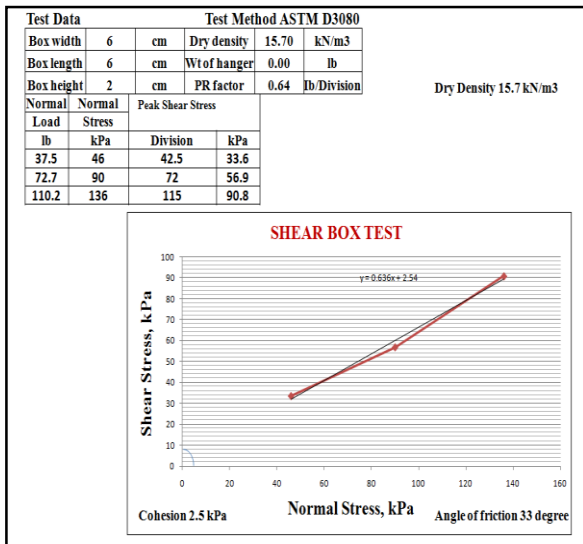 Test Data Test Method ASTM D3080
Box width 6 cm Dry density 15.70 kN/m3
Box length 6 cm Wt of hanger 0.00 lb
Box height 2 cm PR factor 0.64 Ib/Division
Dry Density 15.7 kN/m3
Normal Normal Peak Shear Stress
Load Stress
lb kPa Division kPa
37.5 46 42.5 33.6
72.7 90 72 56.9
110.2 136 115 90.8
SHEAR BOX TEST
y = 0.636x + 2.54
Shear Stress, kPa
100
90
80
70
60
50
40
30
20
10
0
0 20 40 60 80 100 120 140 160
Cohesion 2.5 kPa Normal Stress, kPa Angle of friction 33 degree